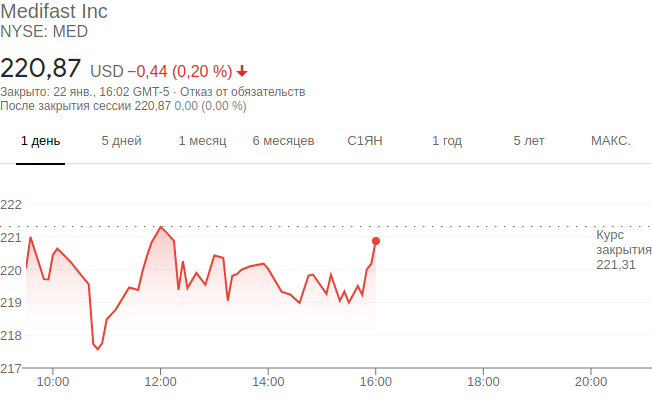 Medifast Inc
NYSE: MED
220,87 USD −0,44 (0,20 %)
Закрыто: 22 янв., 16:02 GMT-5 · Отказ от обязательств
После закрытия сессии 220,87 0,00 (0,00 %)
1 день 5 дней 1 месяц 6 месяцев С1ЯН 1 год 5 лет МАКС.
222
221
220
219
218
217
Курс
закрытия
221,31
10:00 12:00 14:00 16:00 18:00 20:00